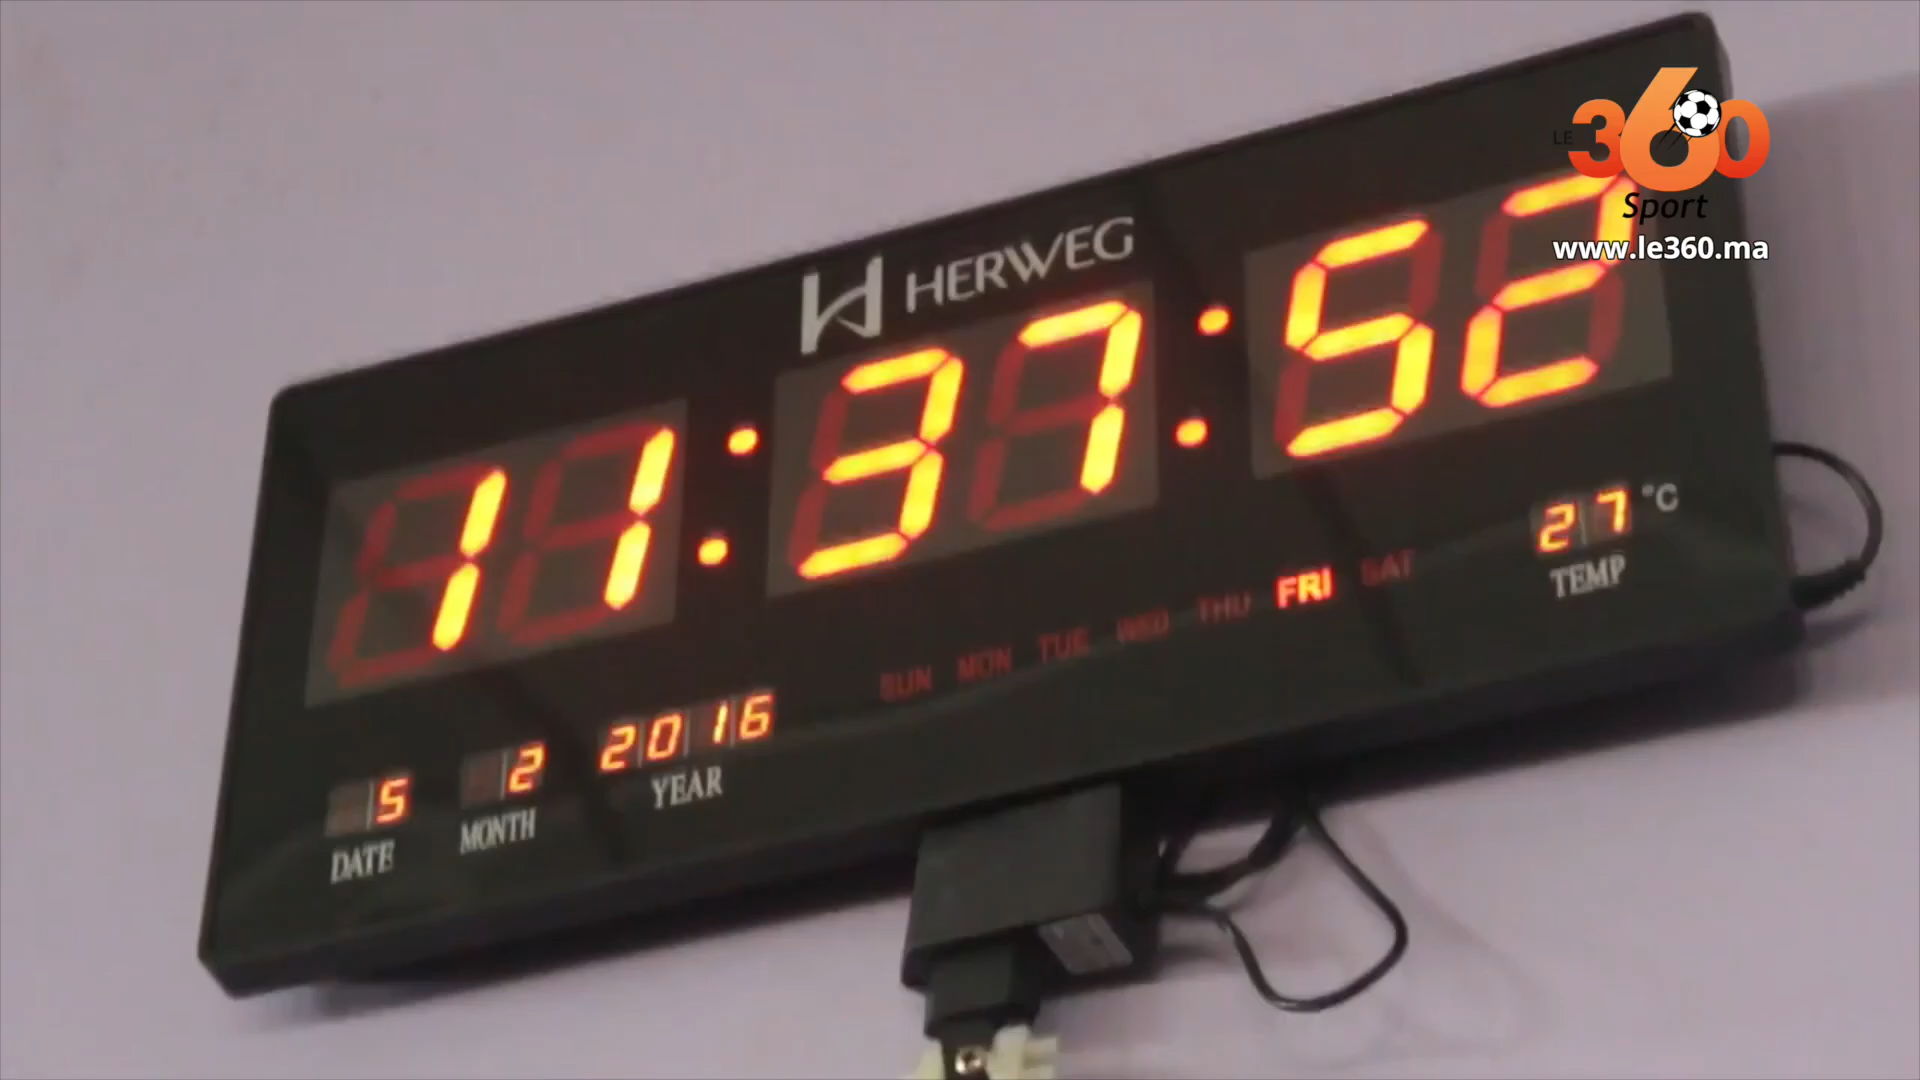 LE 360
Sport
www.le360.ma
HERWEG
11:37:52
27 °C
TEMP
SUN MON TUE WED THU FRI SAT
5 2 2016
DATE MONTH YEAR